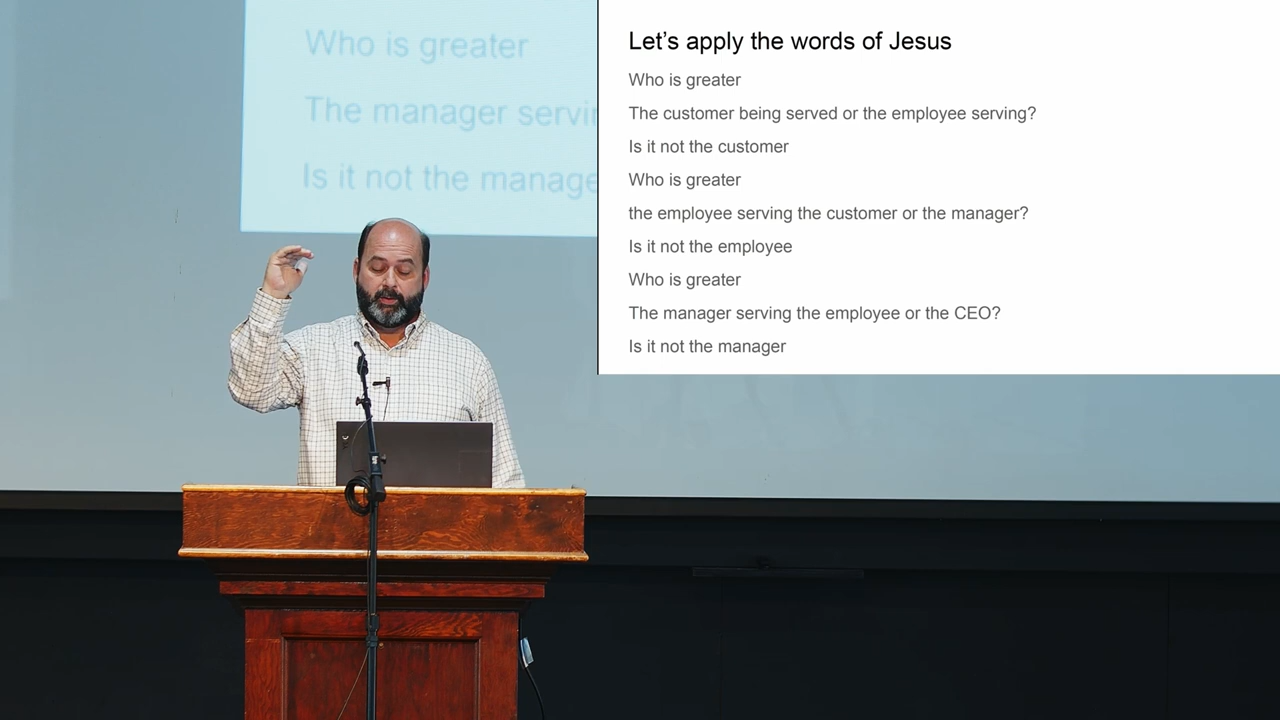 Who is greater
The manager
Is it not the
Let’s apply the words of Jesus
Who is greater
The customer being served or the employee serving?
Is it not the customer
Who is greater
the employee serving the customer or the manager?
Is it not the employee
Who is greater
The manager serving the employee or the CEO?
Is it not the manager